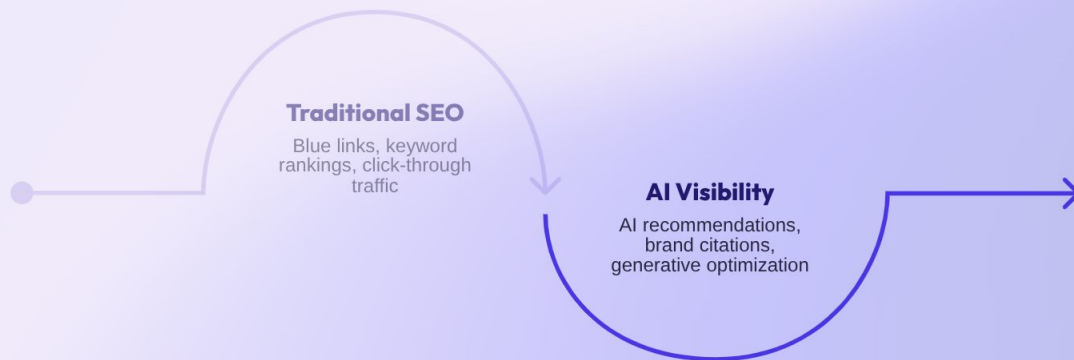 Traditional SEO
Blue links, keyword
rankings, click-through
traffic
AI Visibility
AI recommendations,
brand citations,
generative optimization